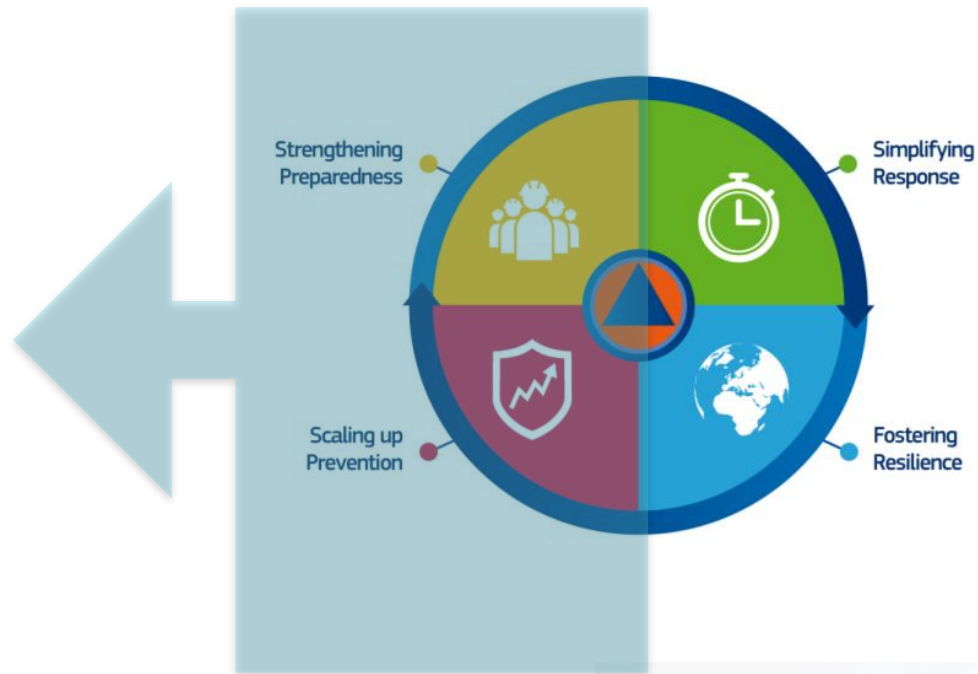 Strengthening
Preparedness
Simplifying
Response
Scaling up
Prevention
Fostering
Resilience